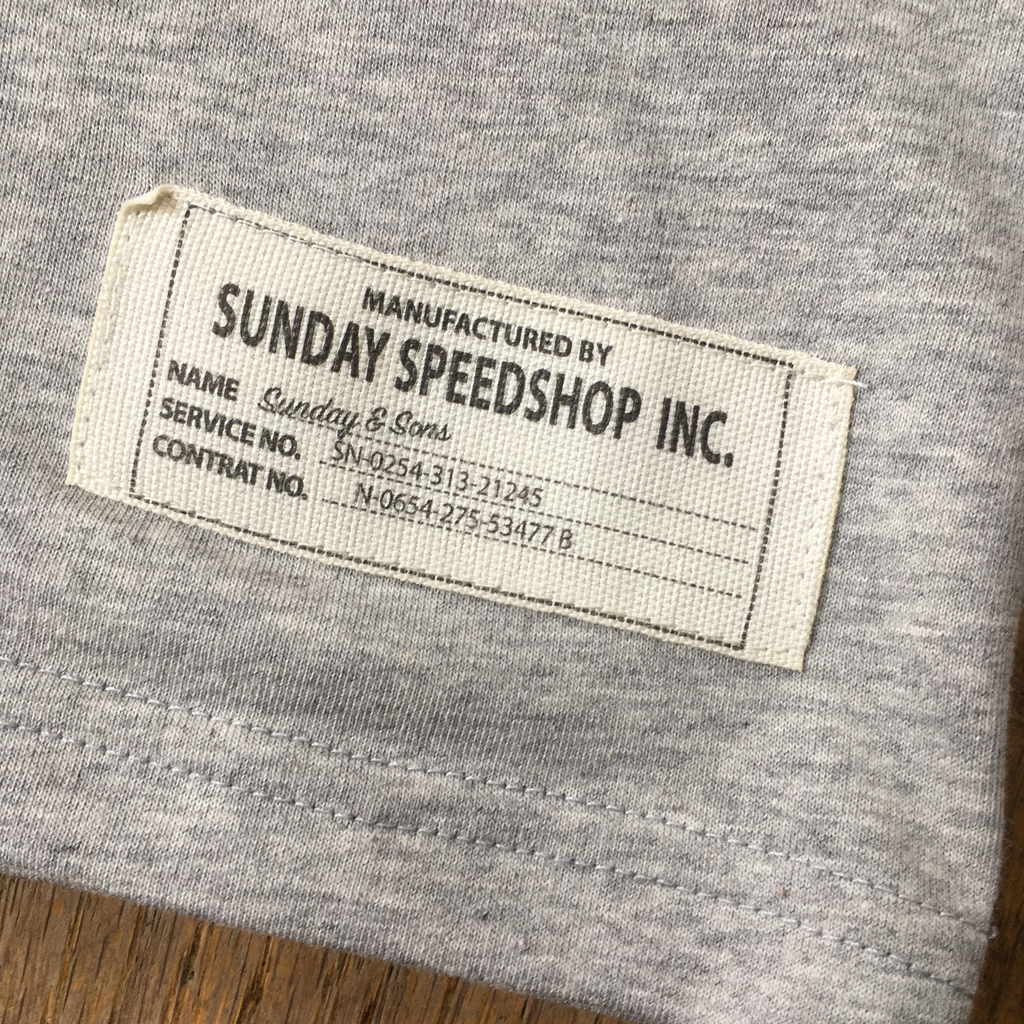 MANUFACTURED BY
SUNDAY SPEEDSHOP INC.
NAME Sunday & Sons
SERVICE NO. SN-0254-313-21245
CONTRAT NO. N-0654-275-53477 B